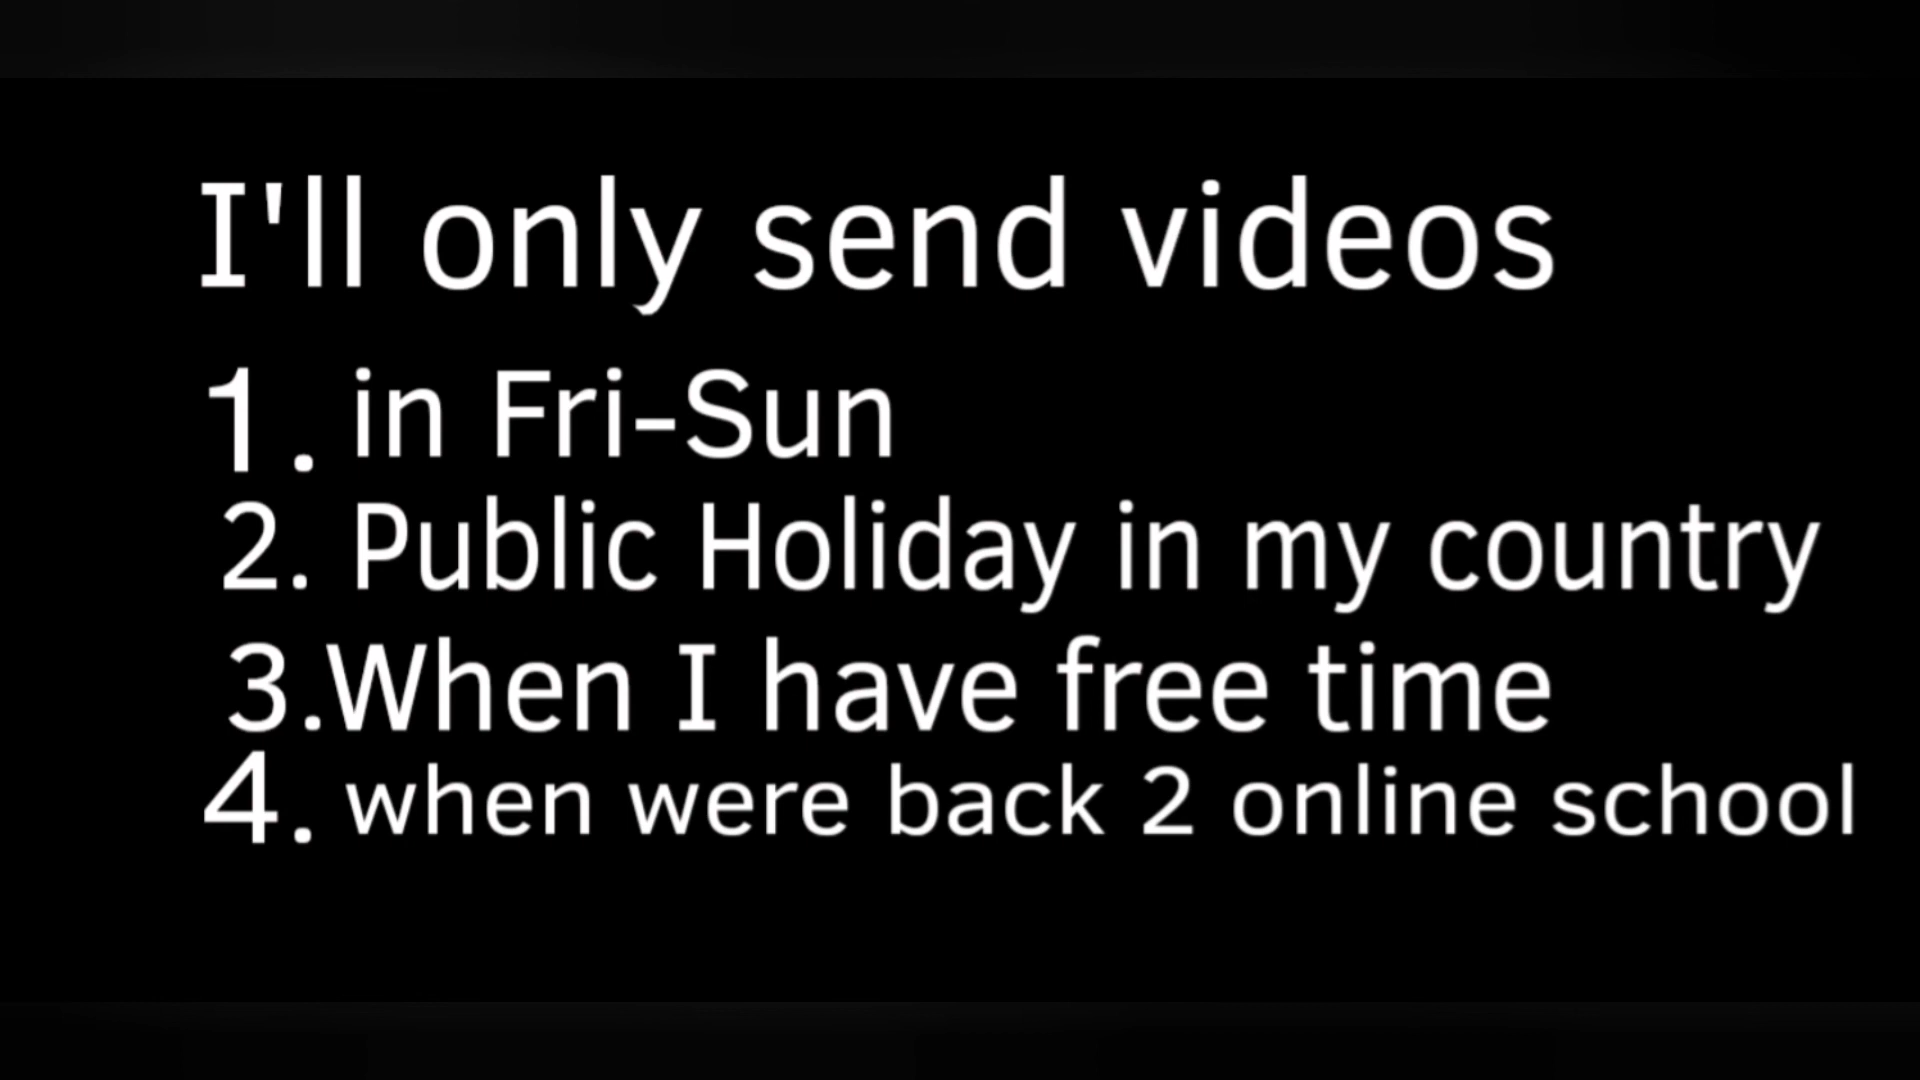 I'll only send videos
1. in Fri-Sun
2. Public Holiday in my country
3.When I have free time
4. when were back 2 online school